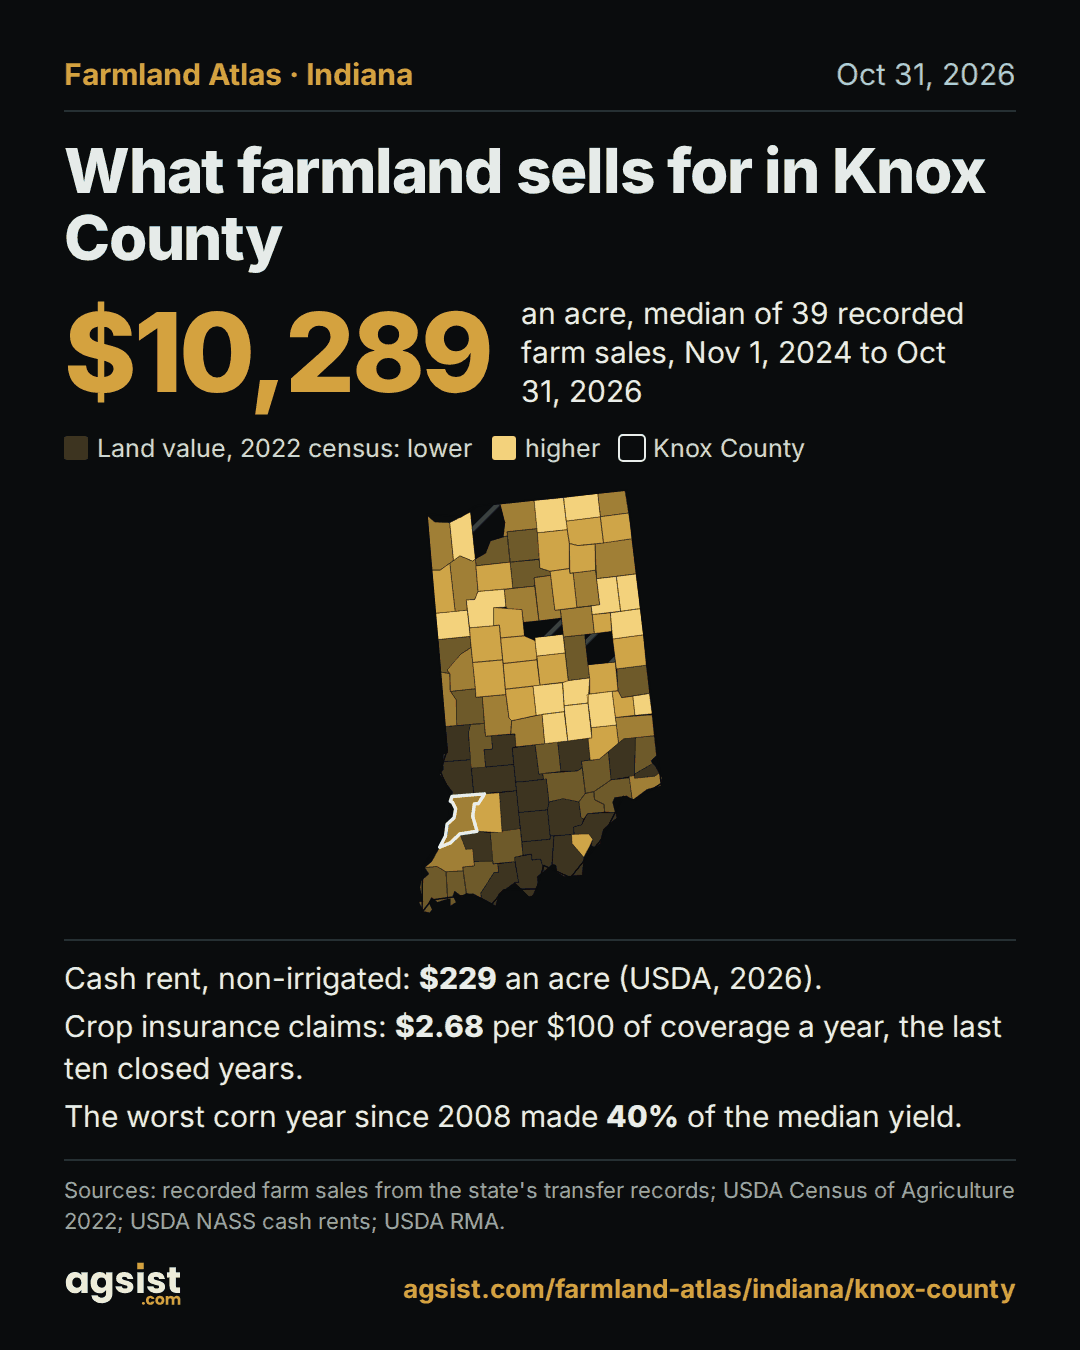 Farmland Atlas · Indiana
Oct 31, 2026
What farmland sells for in Knox
County
$10,289
an acre, median of 39 recorded
farm sales, Nov 1, 2024 to Oct
31, 2026
Land value, 2022 census: lower
higher
Knox County
Cash rent, non-irrigated: $229 an acre (USDA, 2026).
Crop insurance claims: $2.68 per $100 of coverage a year, the last
ten closed years.
The worst corn year since 2008 made 40% of the median yield.
Sources: recorded farm sales from the state's transfer records; USDA Census of Agriculture
2022; USDA NASS cash rents; USDA RMA.
agsist
.com
agsist.com/farmland-atlas/indiana/knox-county